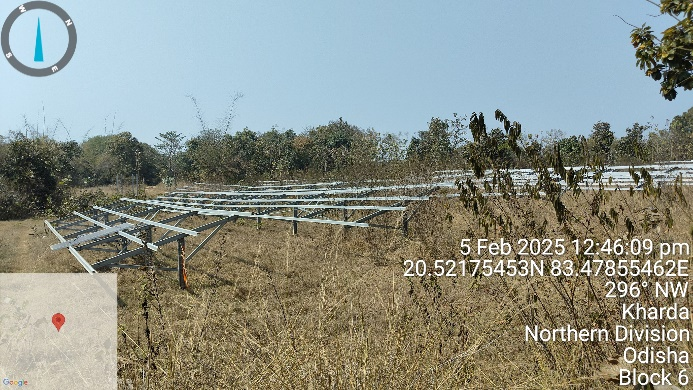 N
E
S
W
5 Feb 2025 12:46:09 pm
20.52175453N 83.47855462E
296° NW
Kharda
Northern Division
Odisha
Block 6
Google